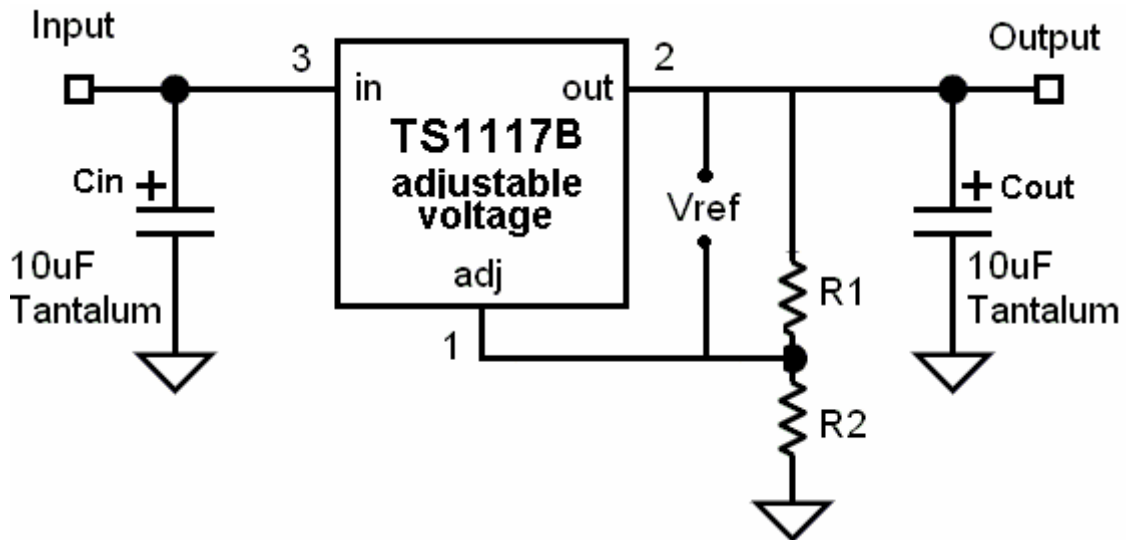 Input
3
in
out
2
Output
TS1117B
adjustable
voltage
adj
1
Cin +
10uF
Tantalum
Vref
R1
R2
+ Cout
10uF
Tantalum